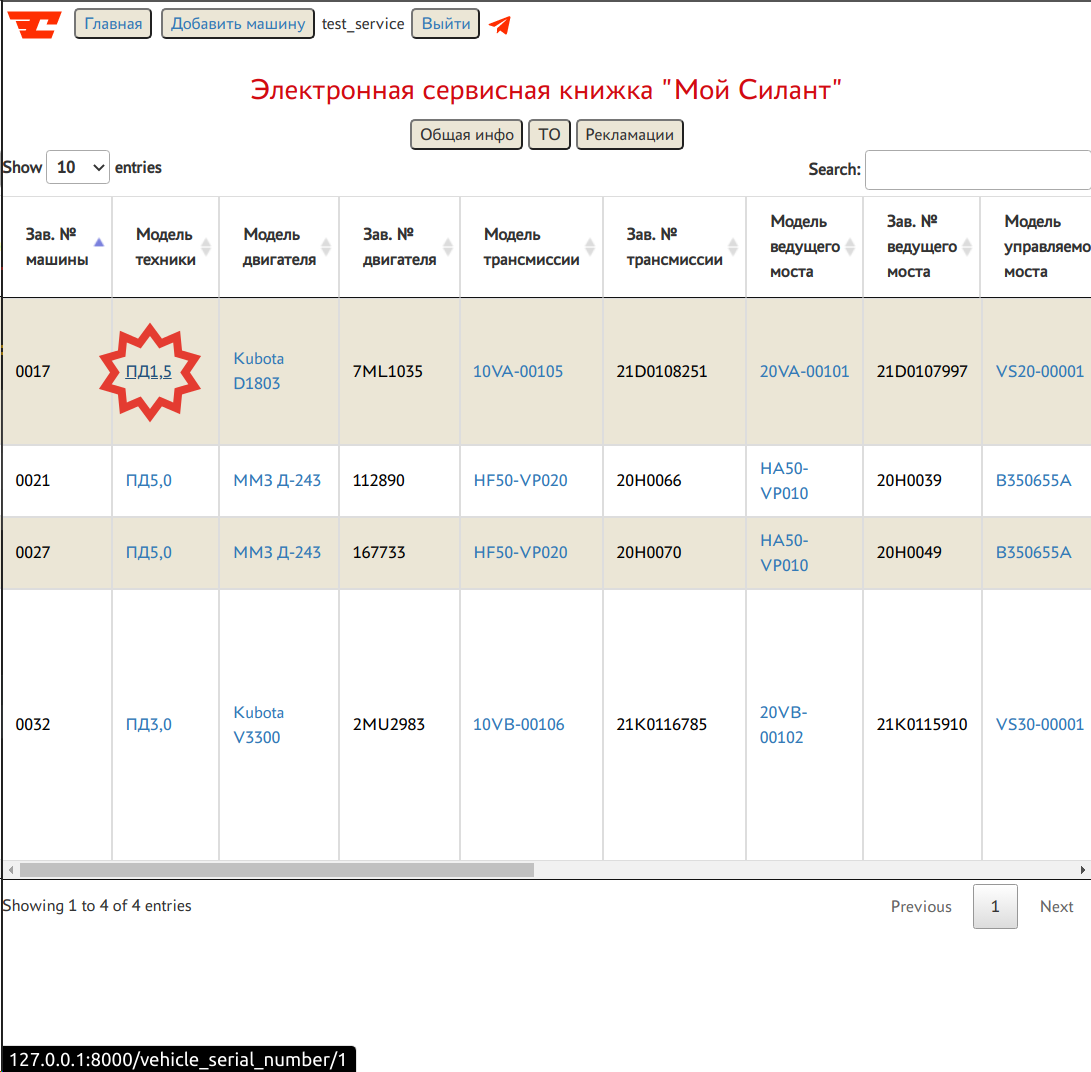 Главная Добавить машину test_service Выйти
Электронная сервисная книжка "Мой Силант"
Общая инфо ТО Рекламации
Show 10 entries Search:
Зав. № машины
Модель техники
Модель двигателя
Зав. № двигателя
Модель трансмиссии
Зав. № трансмиссии
Модель ведущего моста
Зав. № ведущего моста
Модель управляемо моста
0017 ПД1,5 Kubota D1803 7ML1035 10VA-00105 21D0108251 20VA-00101 21D0107997 VS20-00001
0021 ПД5,0 ММЗ Д-243 112890 HF50-VP020 20H0066 HA50-VP010 20H0039 B350655A
0027 ПД5,0 ММЗ Д-243 167733 HF50-VP020 20H0070 HA50-VP010 20H0049 B350655A
0032 ПД3,0 Kubota V3300 2MU2983 10VB-00106 21K0116785 20VB-00102 21K0115910 VS30-00001
Showing 1 to 4 of 4 entries Previous 1 Next
127.0.0.1:8000/vehicle_serial_number/1